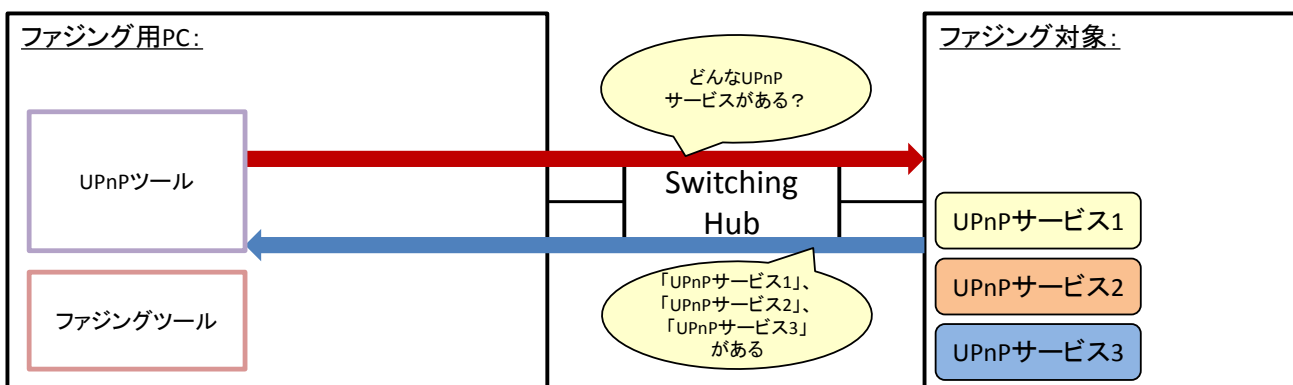 ファジング用PC:
UPnPツール
ファジングツール
どんなUPnP
サービスがある？
Switching
Hub
「UPnPサービス1」、
「UPnPサービス2」、
「UPnPサービス3」
がある
ファジング対象:
UPnPサービス1
UPnPサービス2
UPnPサービス3